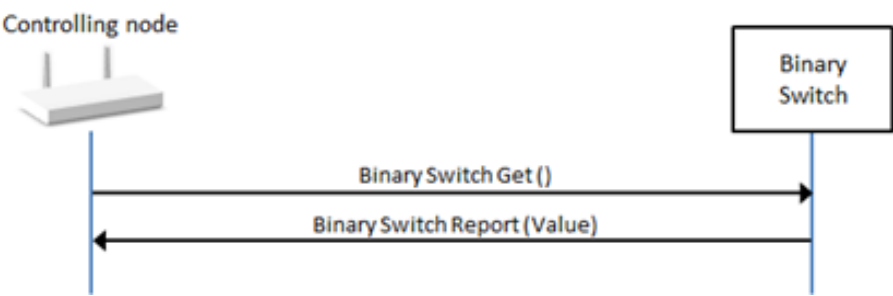 Controlling node
Binary
Switch
Binary Switch Get ()
Binary Switch Report (Value)